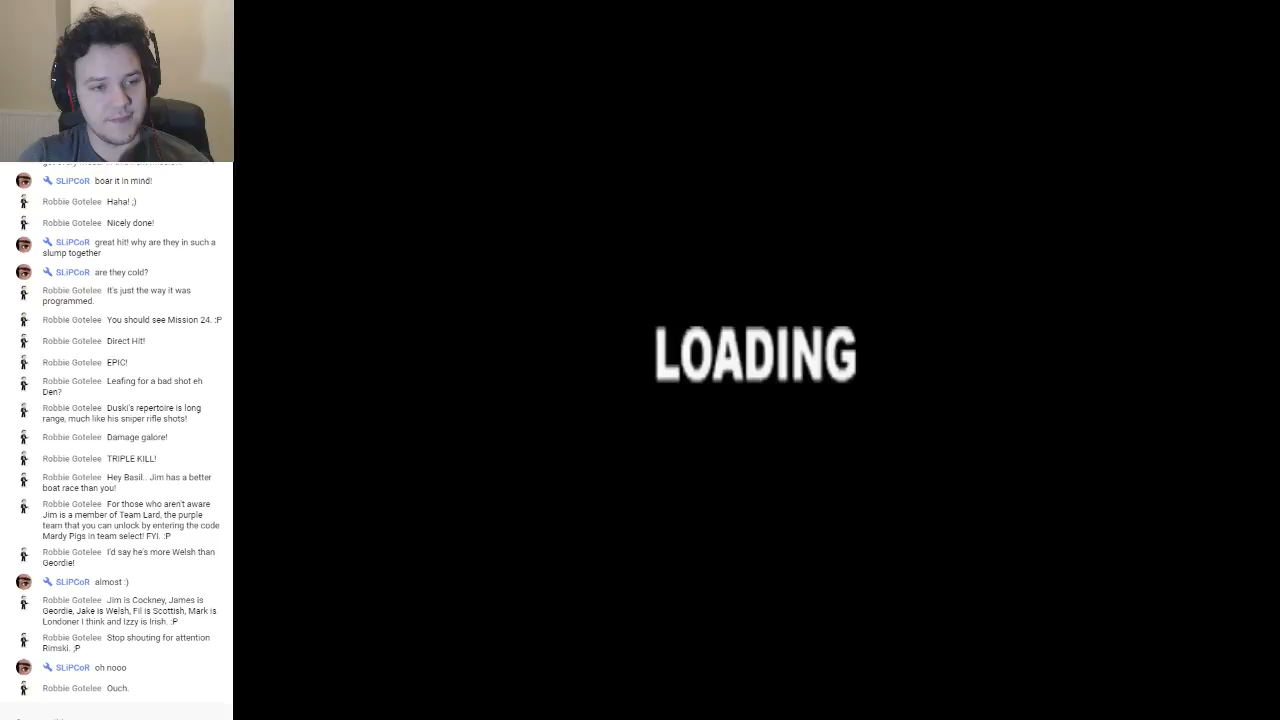 SLiPCoR boar it in mind!
Robbie Gotelee Haha! ;)
Robbie Gotelee Nicely done!
SLiPCoR great hit! why are they in such a
slump together
SLiPCoR are they cold?
Robbie Gotelee It's just the way it was
programmed.
Robbie Gotelee You should see Mission 24. :P
Robbie Gotelee Direct Hit!
Robbie Gotelee EPIC!
Robbie Gotelee Leafing for a bad shot eh
Den?
Robbie Gotelee Duski's repertoire is long
range, much like his sniper rifle shots!
Robbie Gotelee Damage galore!
Robbie Gotelee TRIPLE KILL!
Robbie Gotelee Hey Basil.. Jim has a better
boat race than you!
Robbie Gotelee For those who aren't aware
Jim is a member of Team Lard, the purple
team that you can unlock by entering the code
Mardy Pigs in team select! FYI. :P
Robbie Gotelee I'd say he's more Welsh than
Geordie!
SLiPCoR almost :)
Robbie Gotelee Jim is Cockney, James is
Geordie, Jake is Welsh, Fil is Scottish, Mark is
Londoner I think and Izzy is Irish. :P
Robbie Gotelee Stop shouting for attention
Rimski. ;P
SLiPCoR oh nooo
Robbie Gotelee Ouch.
LOADING